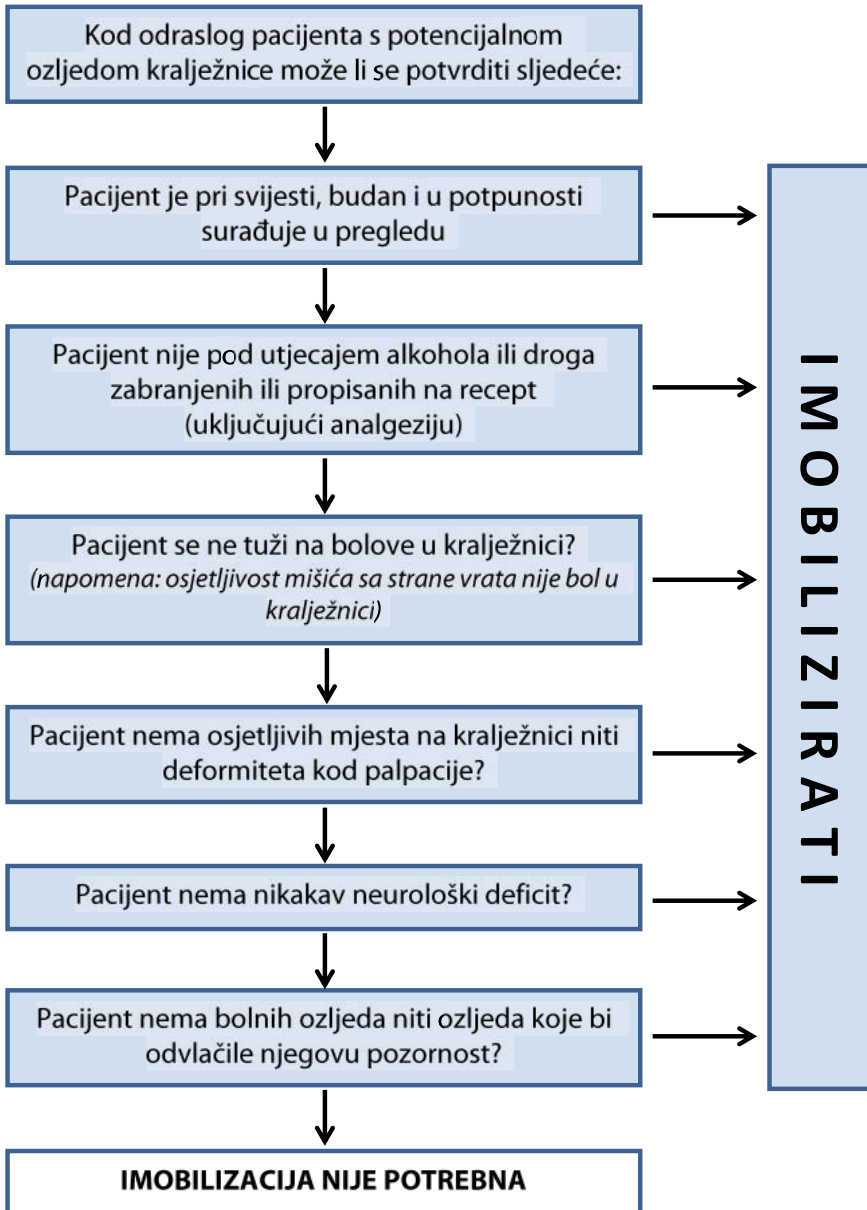 Kod odraslog pacijenta s potencijalnom
ozljedom kralježnice može li se potvrditi sljedeće:
Pacijent je pri svijesti, budan i u potpunosti
surađuje u pregledu
Pacijent nije pod utjecajem alkohola ili droga
zabranjenih ili propisanih na recept
(uključujući analgeziju)
Pacijent se ne tuži na bolove u kralježnici?
(napomena: osjetljivost mišića sa strane vrata nije bol u
kralježnici)
Pacijent nema osjetljivih mjesta na kralježnici niti
deformiteta kod palpacije?
Pacijent nema nikakav neurološki deficit?
Pacijent nema bolnih ozljeda niti ozljeda koje bi
odvlačile njegovu pozornost?
IMOBILIZACIJA NIJE POTREBNA
IMOBILIZIRATI